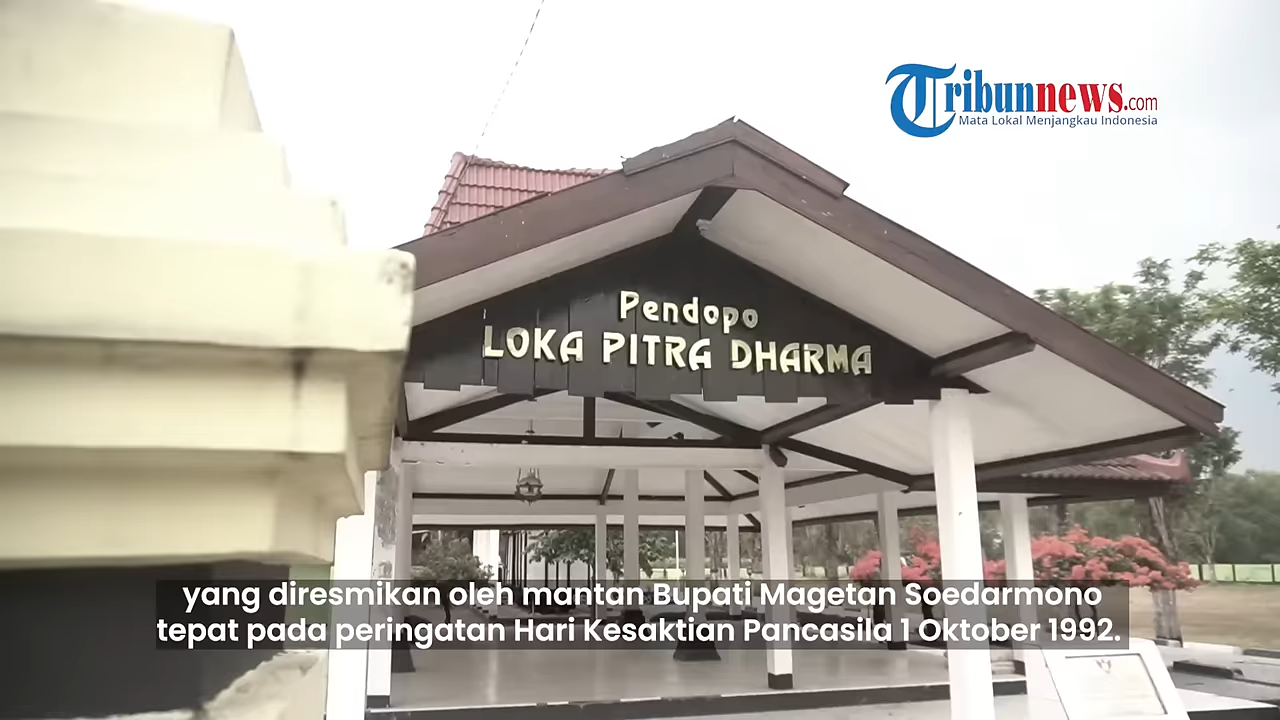 Tribunnews.com
Mata Lokal Menjangkau Indonesia
Pendopo
LOKA PITRA DHARMA
yang diresmikan oleh mantan Bupati Magetan Soedarmono
tepat pada peringatan Hari Kesaktian Pancasila 1 Oktober 1992.